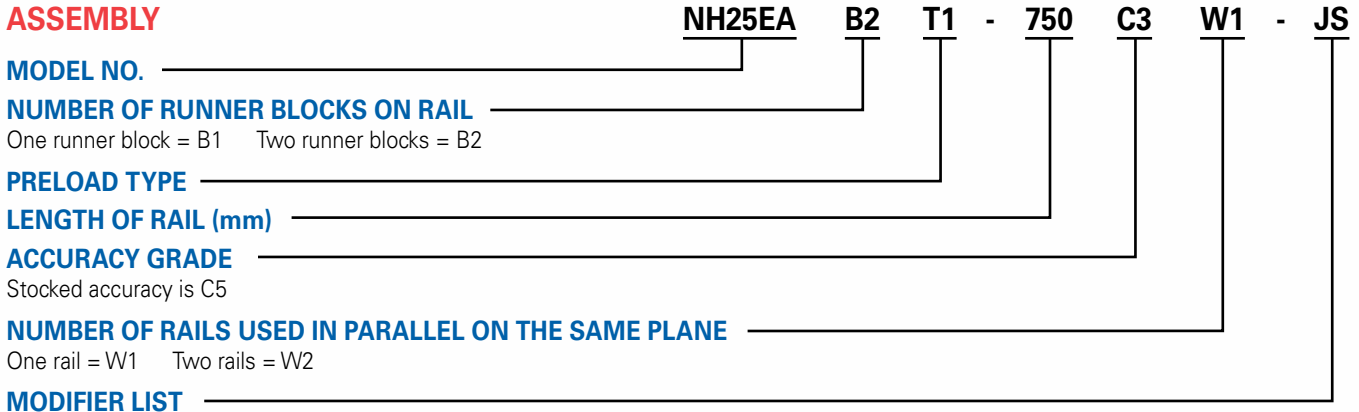 ASSEMBLY NH25EA B2 T1 - 750 C3 W1 - JS
MODEL NO.
NUMBER OF RUNNER BLOCKS ON RAIL
One runner block = B1 Two runner blocks = B2
PRELOAD TYPE
LENGTH OF RAIL (mm)
ACCURACY GRADE
Stocked accuracy is C5
NUMBER OF RAILS USED IN PARALLEL ON THE SAME PLANE
One rail = W1 Two rails = W2
MODIFIER LIST